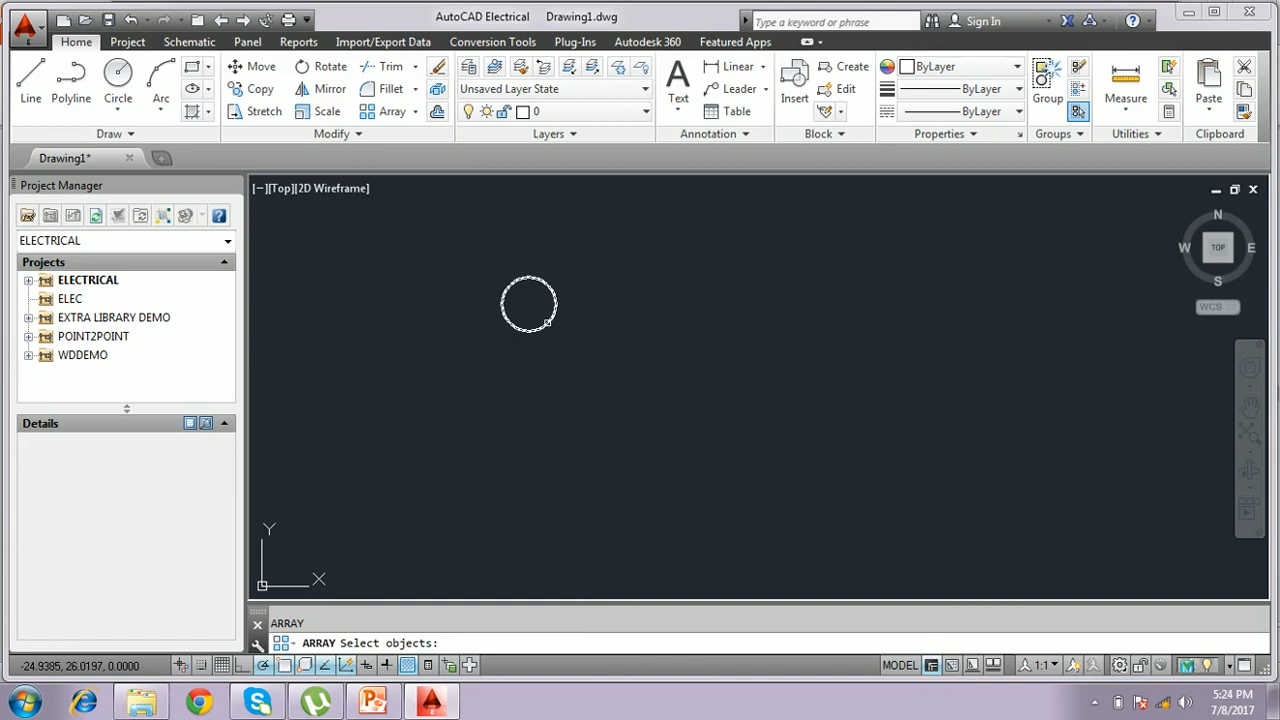 AutoCAD Electrical Drawing1.dwg
Type a keyword or phrase
Sign In
Home Project Schematic Panel Reports Import/Export Data Conversion Tools Plug-Ins Autodesk 360 Featured Apps
Line
Polyline
Circle
Arc
Draw
Move Rotate Trim
Copy Mirror Fillet
Stretch Scale Array
Modify
Unsaved Layer State
0
Layers
A
Text
Linear
Leader
Table
Annotation
Insert
Create
Edit
Block
ByLayer
ByLayer
ByLayer
Properties
Group
Groups
Measure
Utilities
Paste
Clipboard
Drawing1*
Project Manager
ELECTRICAL
Projects
ELECTRICAL
ELEC
EXTRA LIBRARY DEMO
POINT2POINT
WDDEMO
Details
[−][Top][2D Wireframe]
N
W TOP E
S
WCS
Y
X
ARRAY
ARRAY Select objects:
-24.9385, 26.0197, 0.0000
MODEL
1:1
5:24 PM
7/8/2017